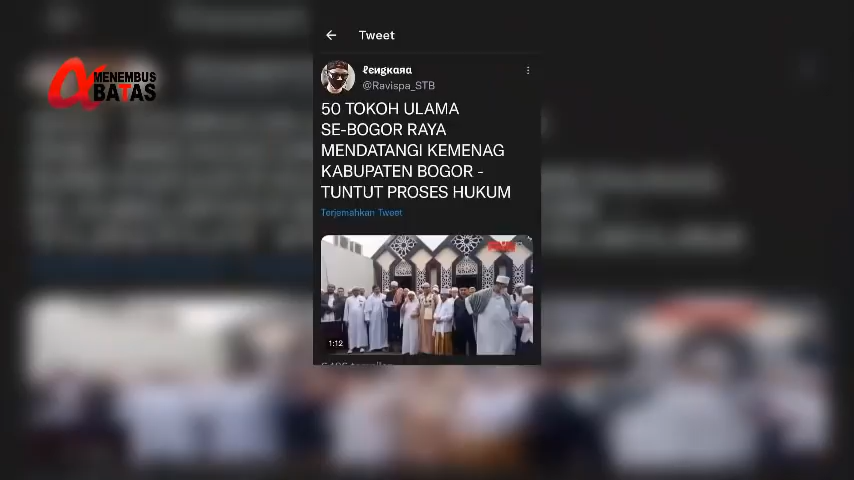 MENEMBUS
BATAS
Tweet
ℓєиgкαяa
@Ravispa_STB
50 TOKOH ULAMA
SE-BOGOR RAYA
MENDATANGI KEMENAG
KABUPATEN BOGOR -
TUNTUT PROSES HUKUM
Terjemahkan Tweet
1:12